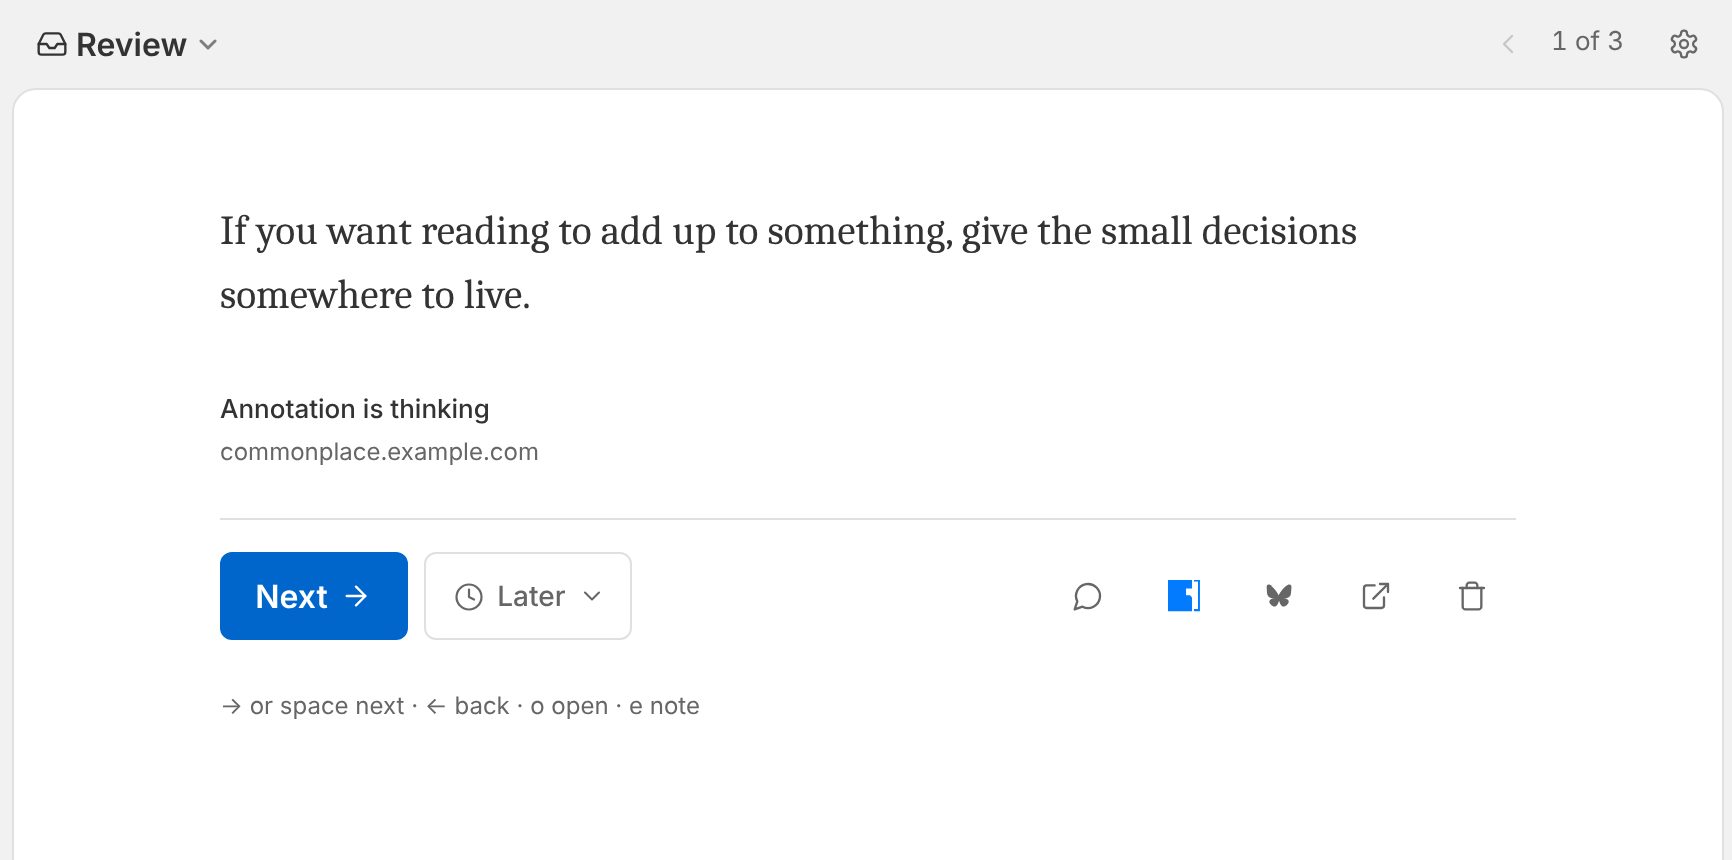 Review
1 of 3
If you want reading to add up to something, give the small decisions
somewhere to live.
Annotation is thinking
commonplace.example.com
Next →
Later
→ or space next · ← back · o open · e note